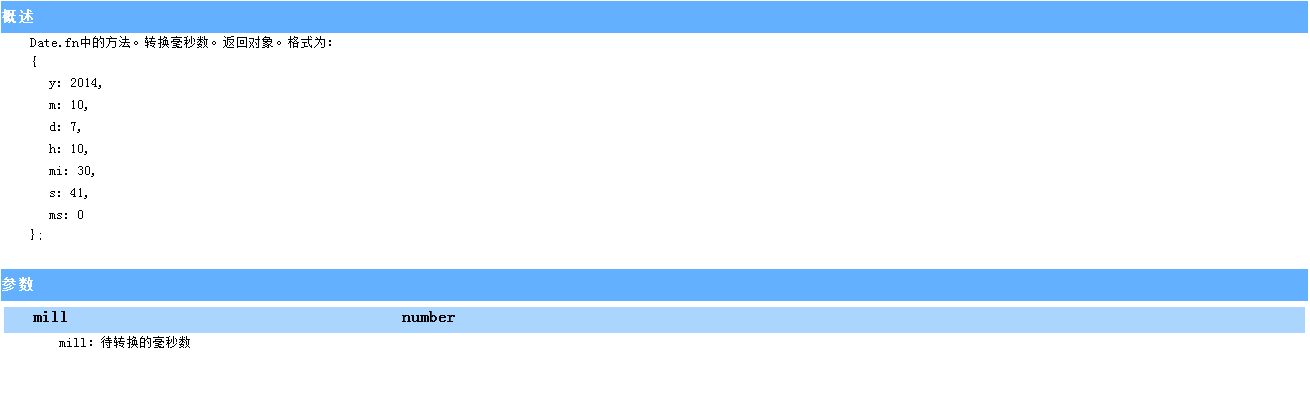 概述
Date.fn中的方法。转换毫秒数。返回对象。格式为:
{
y: 2014,
m: 10,
d: 7,
h: 10,
mi: 30,
s: 41,
ms: 0
};
参数
mill number
mill: 待转换的毫秒数